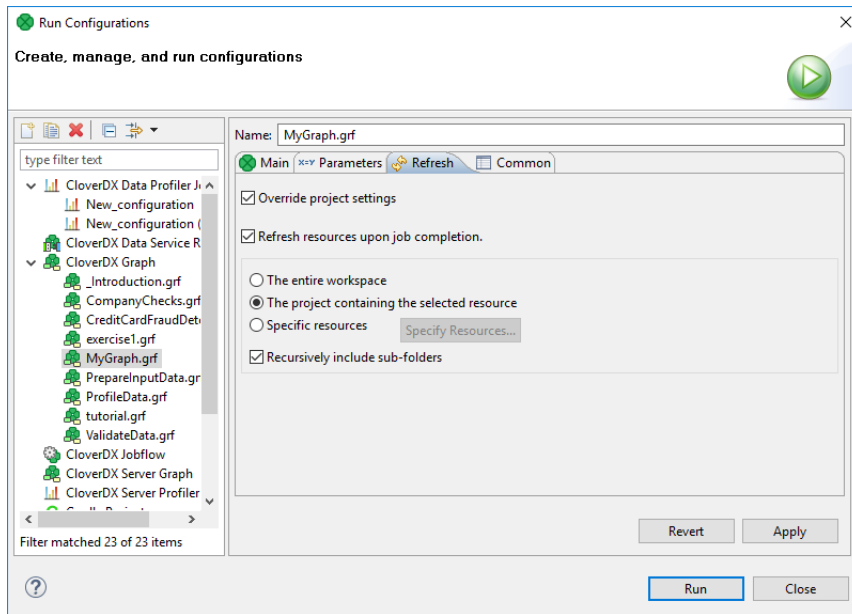 Run Configurations
Create, manage, and run configurations
type filter text
CloverDX Data Profiler J
New_configuration
New_configuration (
CloverDX Data Service R
CloverDX Graph
_Introduction.grf
CompanyChecks.grf
CreditCardFraudDet
exercise1.grf
MyGraph.grf
PrepareInputData.gr
ProfileData.grf
tutorial.grf
ValidateData.grf
CloverDX Jobflow
CloverDX Server Graph
CloverDX Server Profiler
Filter matched 23 of 23 items
Name: MyGraph.grf
Main x=y Parameters Refresh Common
Override project settings
Refresh resources upon job completion.
The entire workspace
The project containing the selected resource
Specific resources Specify Resources...
Recursively include sub-folders
Revert Apply
Run Close